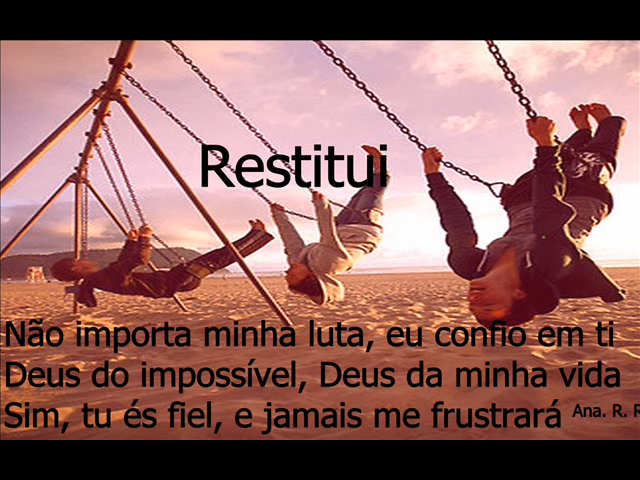 Restitui
Não importa minha luta, eu confio em ti
Deus do impossível, Deus da minha vida
Sim, tu és fiel, e jamais me frustrará
Ana. R. R